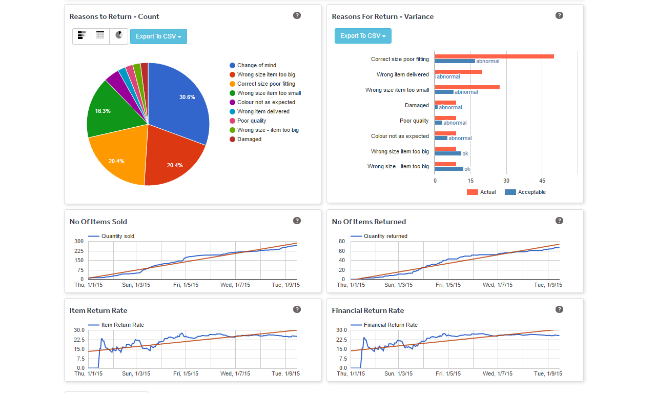 Reasons to Return - Count
?
Export To CSV
Change of mind
Wrong size item too big
Correct size poor fitting
Wrong size item too small
Colour not as expected
Wrong item delivered
Poor quality
Wrong size - item too big
Damaged
30.6%
20.4%
20.4%
16.3%
Reasons For Return - Variance
?
Export To CSV
Correct size poor fitting
abnormal
Wrong item delivered
abnormal
Wrong size item too small
abnormal
Damaged
abnormal
Poor quality
abnormal
Colour not as expected
abnormal
Wrong size item too big
ok
Wrong size - item too big
ok
0 15 30 45
Actual Acceptable
No Of Items Sold
?
Quantity sold
300
225
150
75
0
Thu, 1/1/15 Sun, 1/3/15 Fri, 1/5/15 Wed, 1/7/15 Tue, 1/9/15
No Of Items Returned
?
Quantity returned
80
60
40
20
0
Thu, 1/1/15 Sun, 1/3/15 Fri, 1/5/15 Wed, 1/7/15 Tue, 1/9/15
Item Return Rate
?
Item Return Rate
30.0
22.5
15.0
7.5
0.0
Thu, 1/1/15 Sun, 1/3/15 Fri, 1/5/15 Wed, 1/7/15 Tue, 1/9/15
Financial Return Rate
?
Financial Return Rate
30.0
22.5
15.0
7.5
0.0
Thu, 1/1/15 Sun, 1/3/15 Fri, 1/5/15 Wed, 1/7/15 Tue, 1/9/15